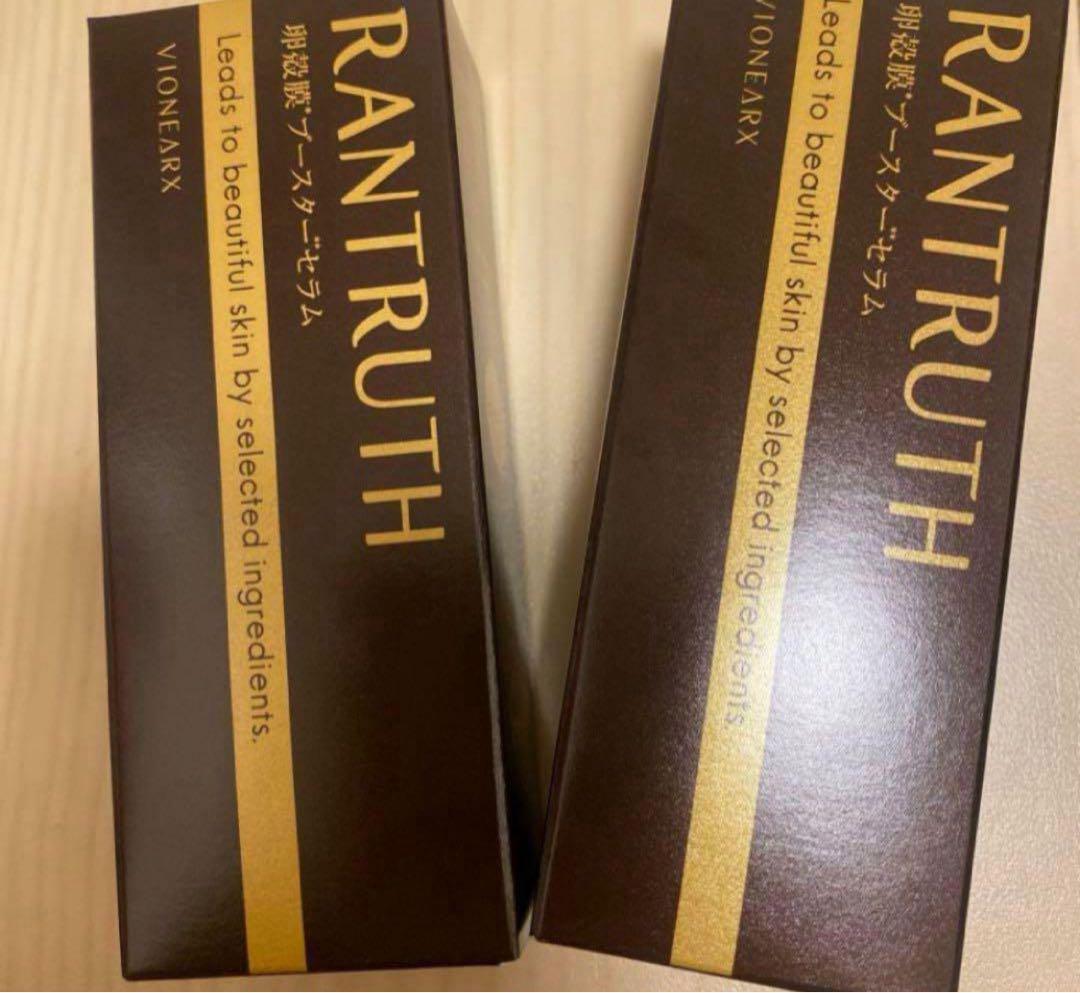 RANTRUTH
卵殻膜*ブースターセラム
Leads to beautiful skin by selected ingredients.
VIONEARX
RANTRUTH
卵殻膜*ブースターセラム
Leads to beautiful skin by selected ingredients.
VIONEARX